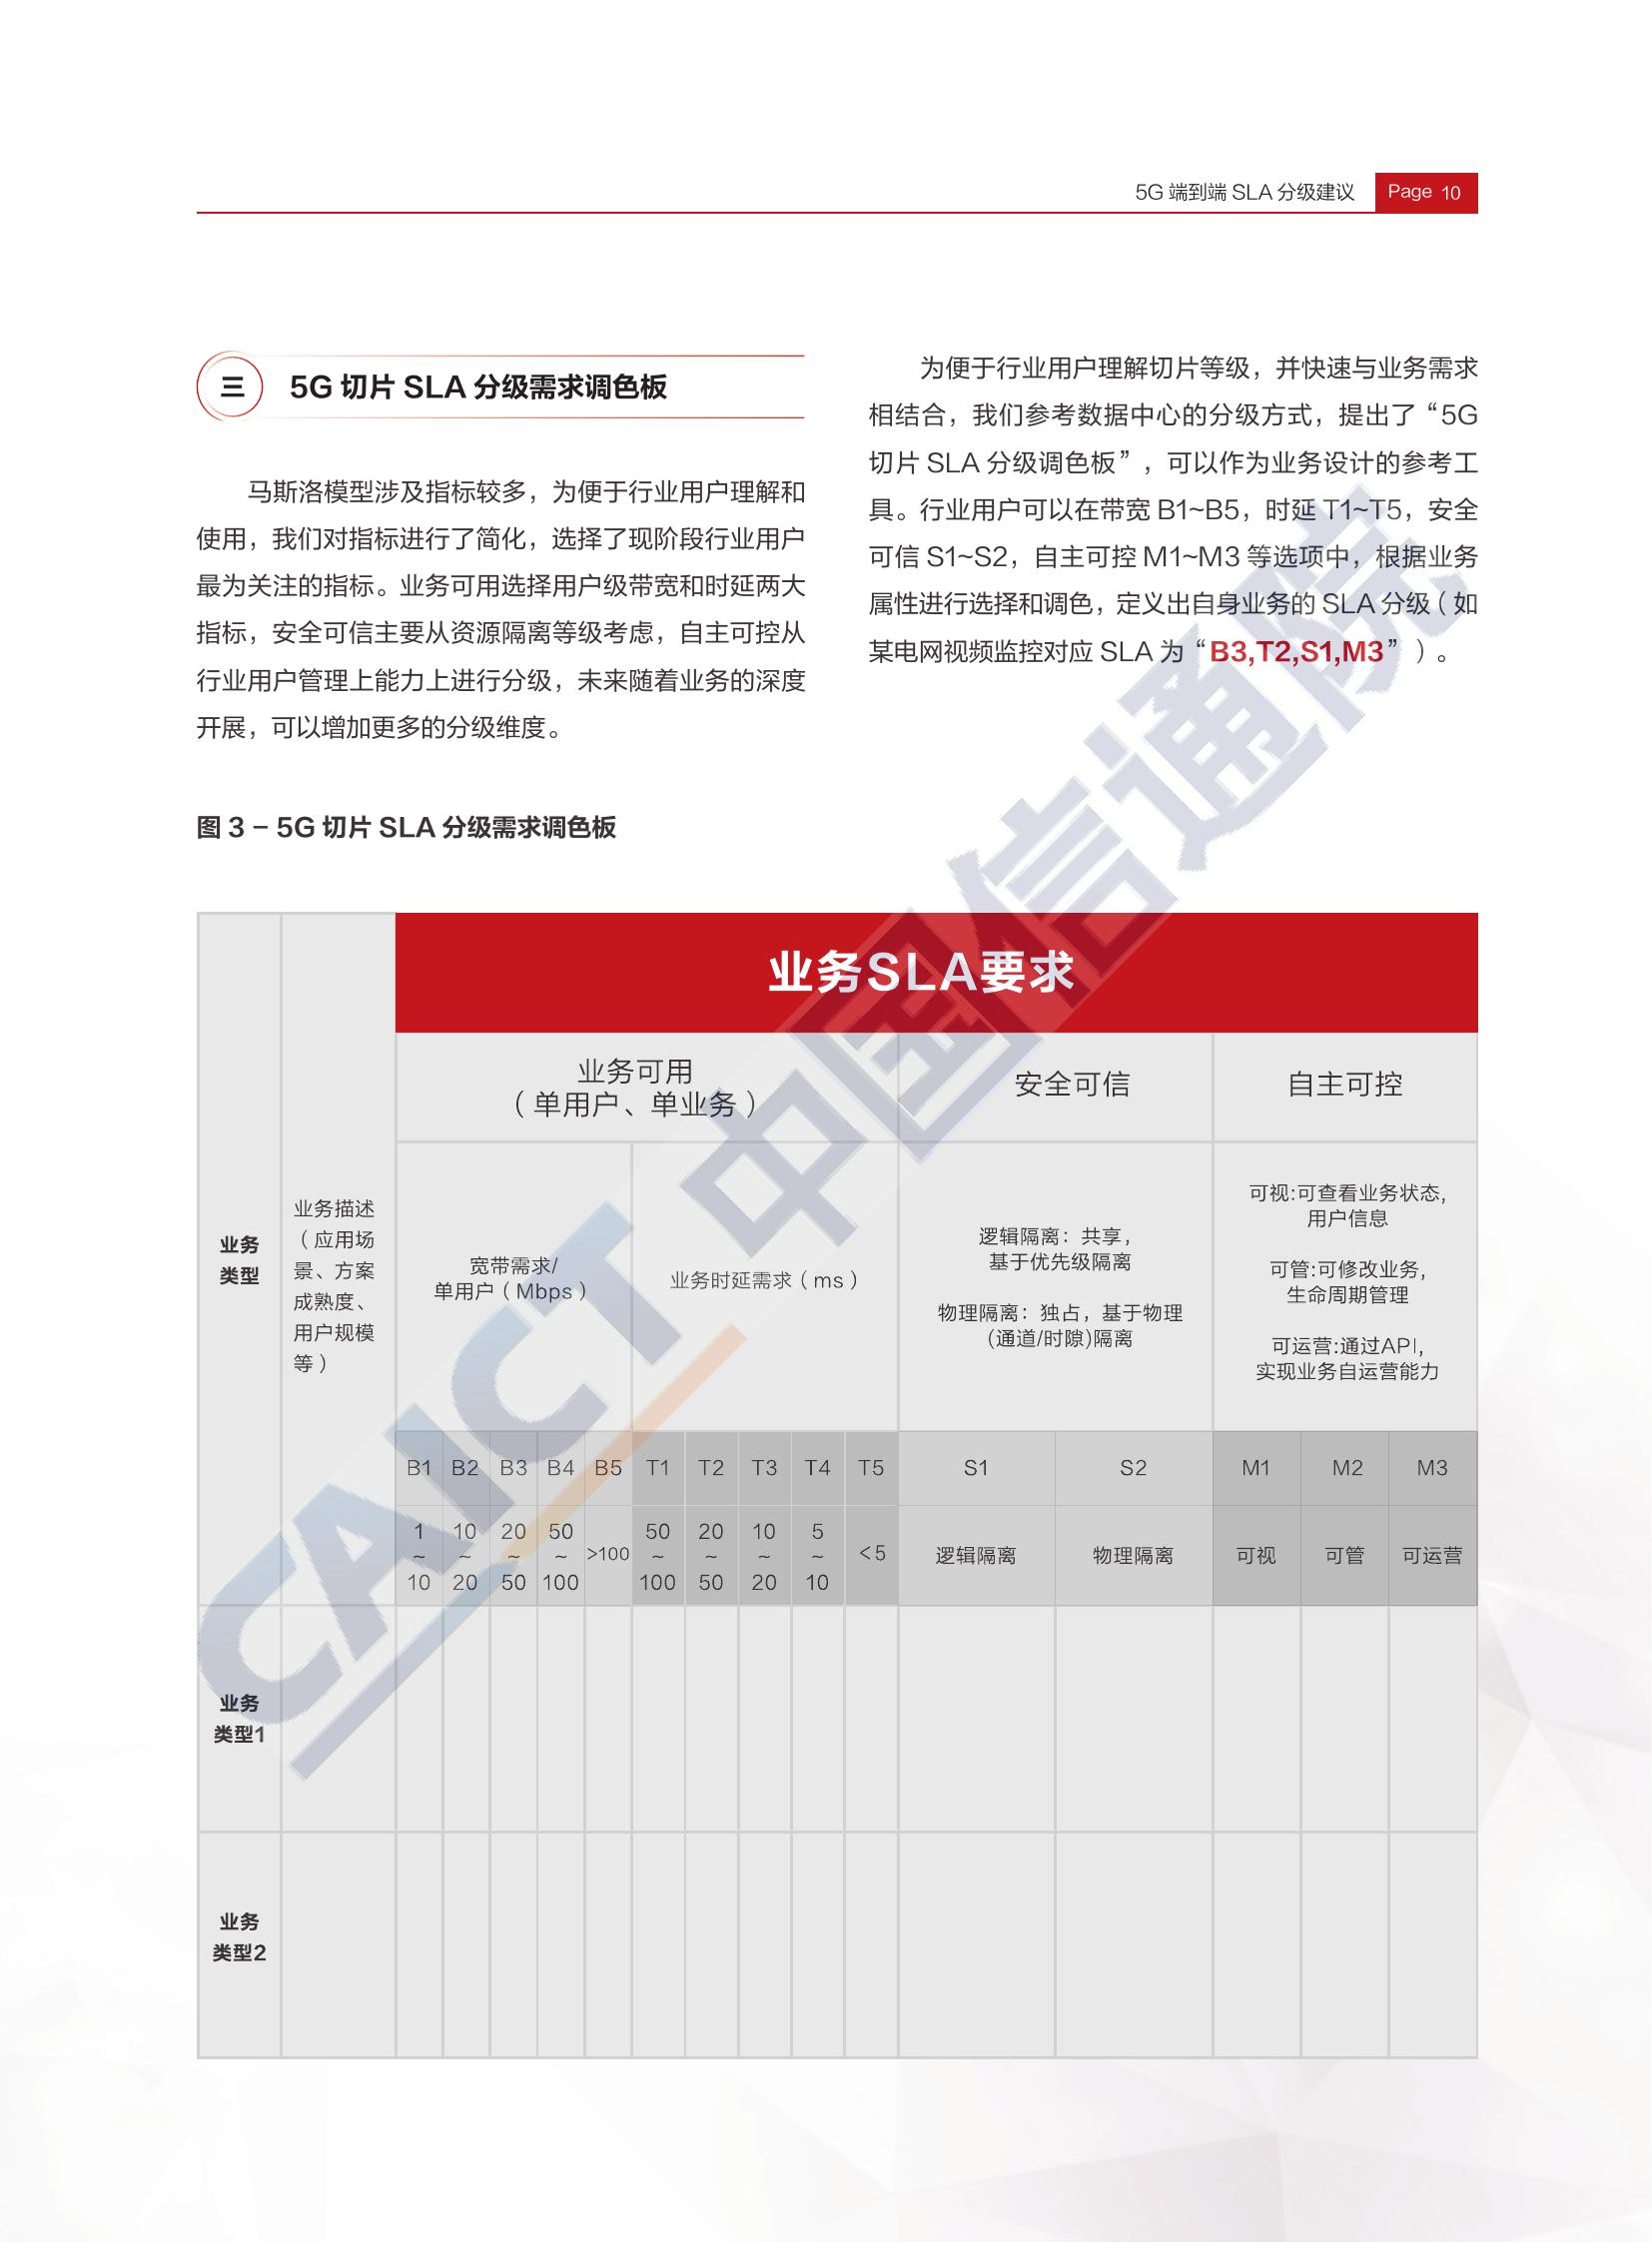 5G 端到端 SLA 分级建议 Page 10
三 5G 切片 SLA 分级需求调色板
马斯洛模型涉及指标较多，为便于行业用户理解和
使用，我们对指标进行了简化，选择了现阶段行业用户
最为关注的指标。业务可用选择用户级带宽和时延两大
指标，安全可信主要从资源隔离等级考虑，自主可控从
行业用户管理上能力上进行分级，未来随着业务的深度
开展，可以增加更多的分级维度。
为便于行业用户理解切片等级，并快速与业务需求
相结合，我们参考数据中心的分级方式，提出了“5G
切片 SLA 分级调色板”，可以作为业务设计的参考工
具。行业用户可以在带宽 B1~B5，时延 T1~T5，安全
可信 S1~S2，自主可控 M1~M3 等选项中，根据业务
属性进行选择和调色，定义出自身业务的 SLA 分级（如
某电网视频监控对应 SLA 为“B3,T2,S1,M3”）。
图 3 – 5G 切片 SLA 分级需求调色板
业务
类型
业务描述
（应用场
景、方案
成熟度、
用户规模
等）
业务SLA要求
业务可用
（单用户、单业务）
安全可信
自主可控
宽带需求/
单用户（Mbps）
业务时延需求（ms）
逻辑隔离：共享，
基于优先级隔离
物理隔离：独占，基于物理
(通道/时隙)隔离
可视:可查看业务状态,
用户信息
可管:可修改业务,
生命周期管理
可运营:通过API,
实现业务自运营能力
B1 B2 B3 B4 B5 T1 T2 T3 T4 T5 S1 S2 M1 M2 M3
1 10 20 50 50 20 10 5
~ ~ ~ ~ >100 ~ ~ ~ ~ <5 逻辑隔离 物理隔离 可视 可管 可运营
10 20 50 100 100 50 20 10
业务
类型1
业务
类型2
CAICT 中国信通院